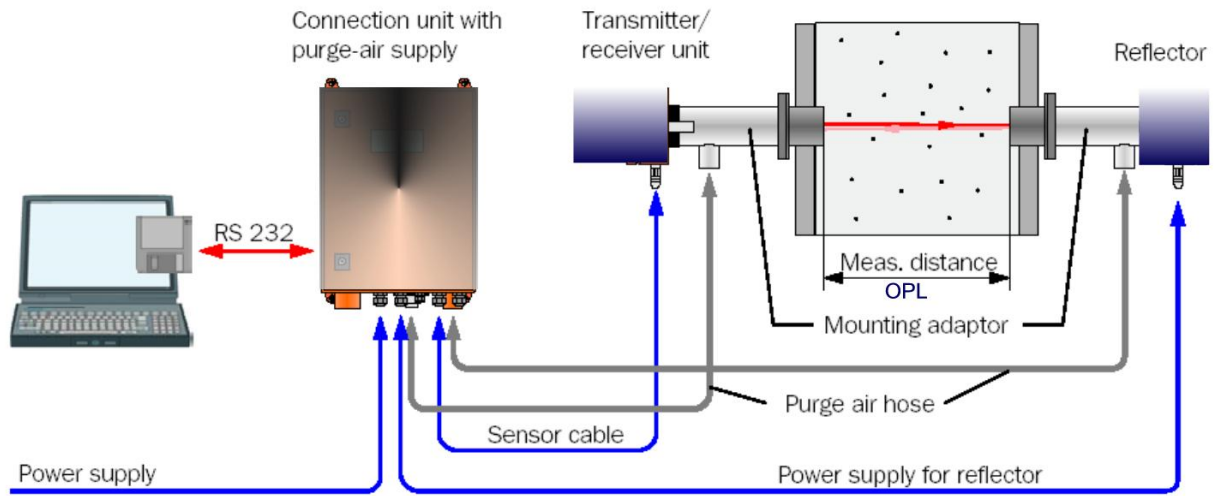 Connection unit with
purge-air supply
Transmitter/
receiver unit
Reflector
RS 232
Meas. distance
OPL
Mounting adaptor
Purge air hose
Sensor cable
Power supply
Power supply for reflector